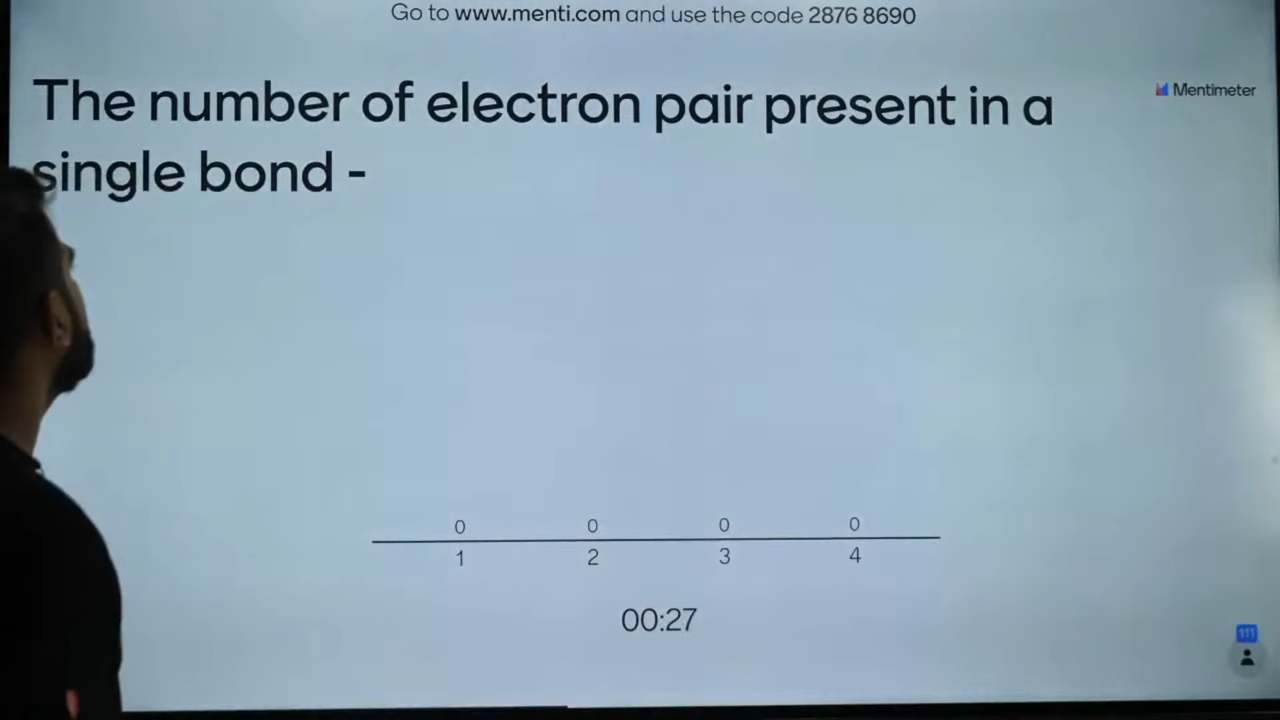 Go to www.menti.com and use the code 2876 8690
The number of electron pair present in a
single bond -
Mentimeter
0 0 0 0
1 2 3 4
00:27
111